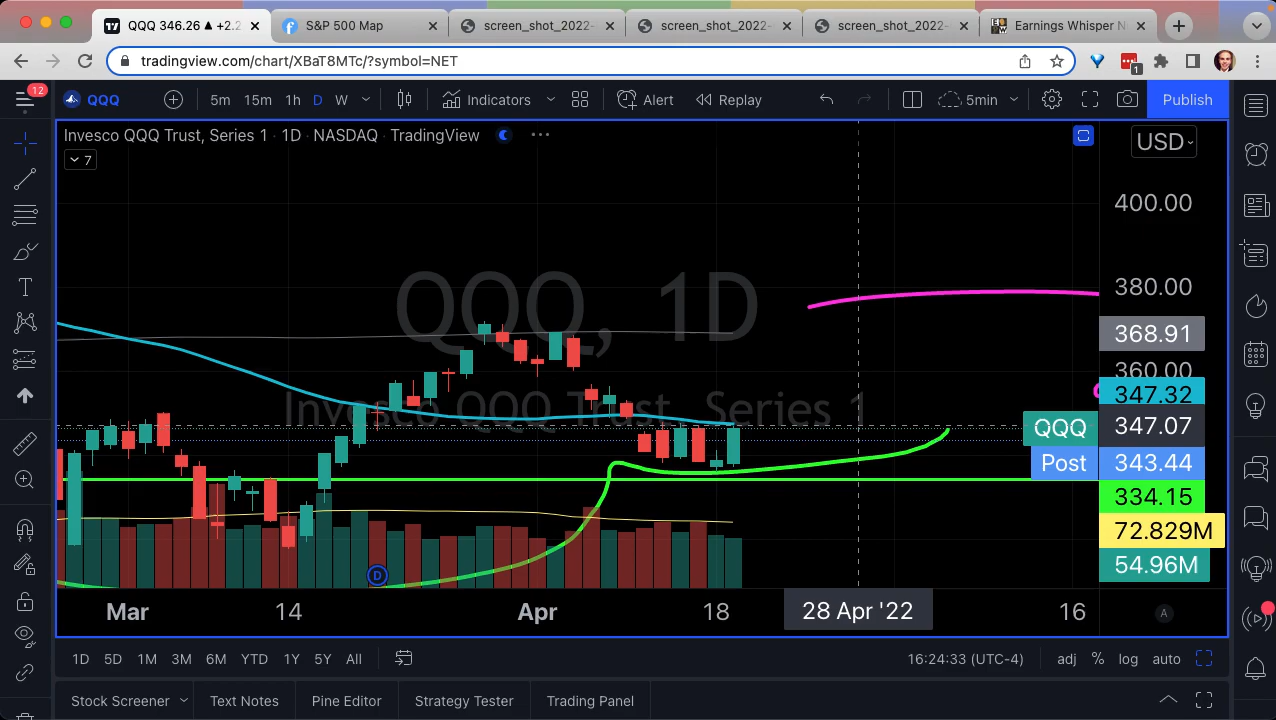 QQQ 346.26 ▲ +2.2
S&P 500 Map
screen_shot_2022-
screen_shot_2022-
screen_shot_2022-
Earnings Whisper N
tradingview.com/chart/XBaT8MTc/?symbol=NET
1
12
QQQ
5m
15m
1h
D
W
Indicators
Alert
Replay
5min
Publish
Invesco QQQ Trust, Series 1 · 1D · NASDAQ · TradingView
7
USD
QQQ, 1D
Invesco QQQ Trust, Series 1
400.00
380.00
368.91
360.00
347.32
347.07
QQQ
Post
343.44
334.15
72.829M
54.96M
D
Mar
14
Apr
18
28 Apr '22
16
A
1D
5D
1M
3M
6M
YTD
1Y
5Y
All
16:24:33 (UTC-4)
adj
%
log
auto
Stock Screener
Text Notes
Pine Editor
Strategy Tester
Trading Panel